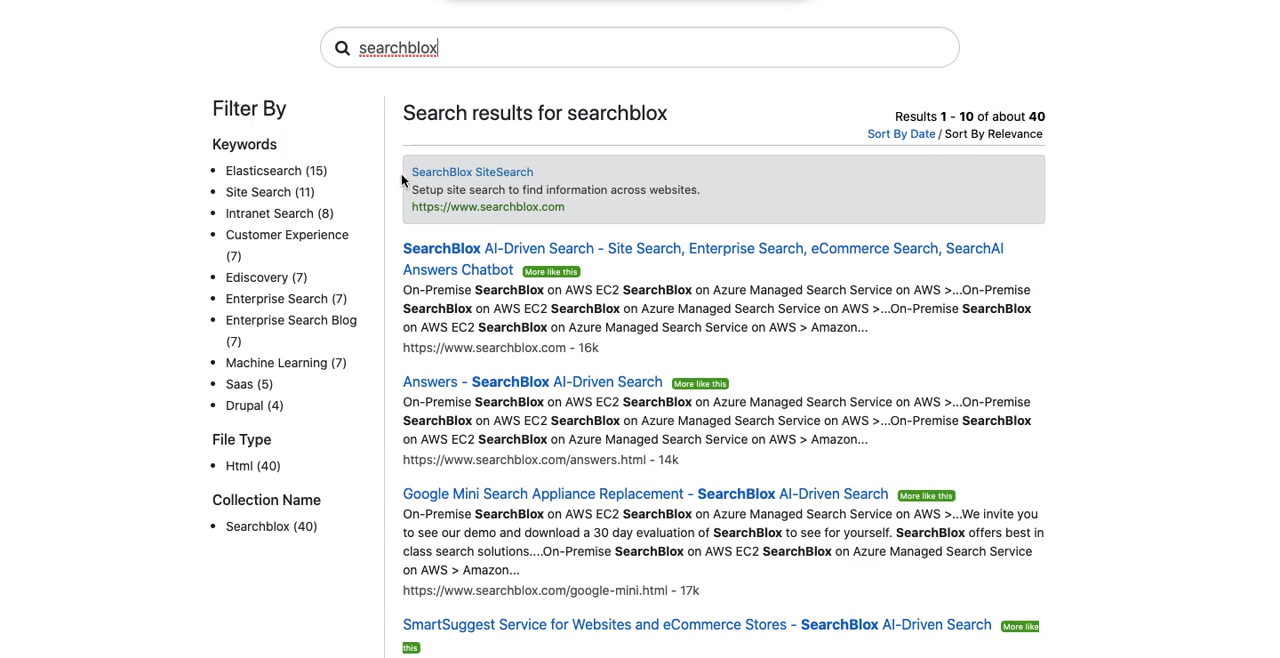 searchblox
Filter By
Keywords
Elasticsearch (15)
Site Search (11)
Intranet Search (8)
Customer Experience
(7)
Ediscovery (7)
Enterprise Search (7)
Enterprise Search Blog
(7)
Machine Learning (7)
Saas (5)
Drupal (4)
File Type
Html (40)
Collection Name
Searchblox (40)
Search results for searchblox
Results 1 - 10 of about 40
Sort By Date / Sort By Relevance
SearchBlox SiteSearch
Setup site search to find information across websites.
https://www.searchblox.com
SearchBlox AI-Driven Search - Site Search, Enterprise Search, eCommerce Search, SearchAI
Answers Chatbot More like this
On-Premise SearchBlox on AWS EC2 SearchBlox on Azure Managed Search Service on AWS >...On-Premise
SearchBlox on AWS EC2 SearchBlox on Azure Managed Search Service on AWS >...On-Premise SearchBlox
on AWS EC2 SearchBlox on Azure Managed Search Service on AWS > Amazon...
https://www.searchblox.com - 16k
Answers - SearchBlox AI-Driven Search More like this
On-Premise SearchBlox on AWS EC2 SearchBlox on Azure Managed Search Service on AWS >...On-Premise
SearchBlox on AWS EC2 SearchBlox on Azure Managed Search Service on AWS >...On-Premise SearchBlox
on AWS EC2 SearchBlox on Azure Managed Search Service on AWS > Amazon...
https://www.searchblox.com/answers.html - 14k
Google Mini Search Appliance Replacement - SearchBlox AI-Driven Search More like this
On-Premise SearchBlox on AWS EC2 SearchBlox on Azure Managed Search Service on AWS >...We invite you
to see our demo and download a 30 day evaluation of SearchBlox to see for yourself. SearchBlox offers best in
class search solutions....On-Premise SearchBlox on AWS EC2 SearchBlox on Azure Managed Search Service
on AWS > Amazon...
https://www.searchblox.com/google-mini.html - 17k
SmartSuggest Service for Websites and eCommerce Stores - SearchBlox AI-Driven Search More like
this